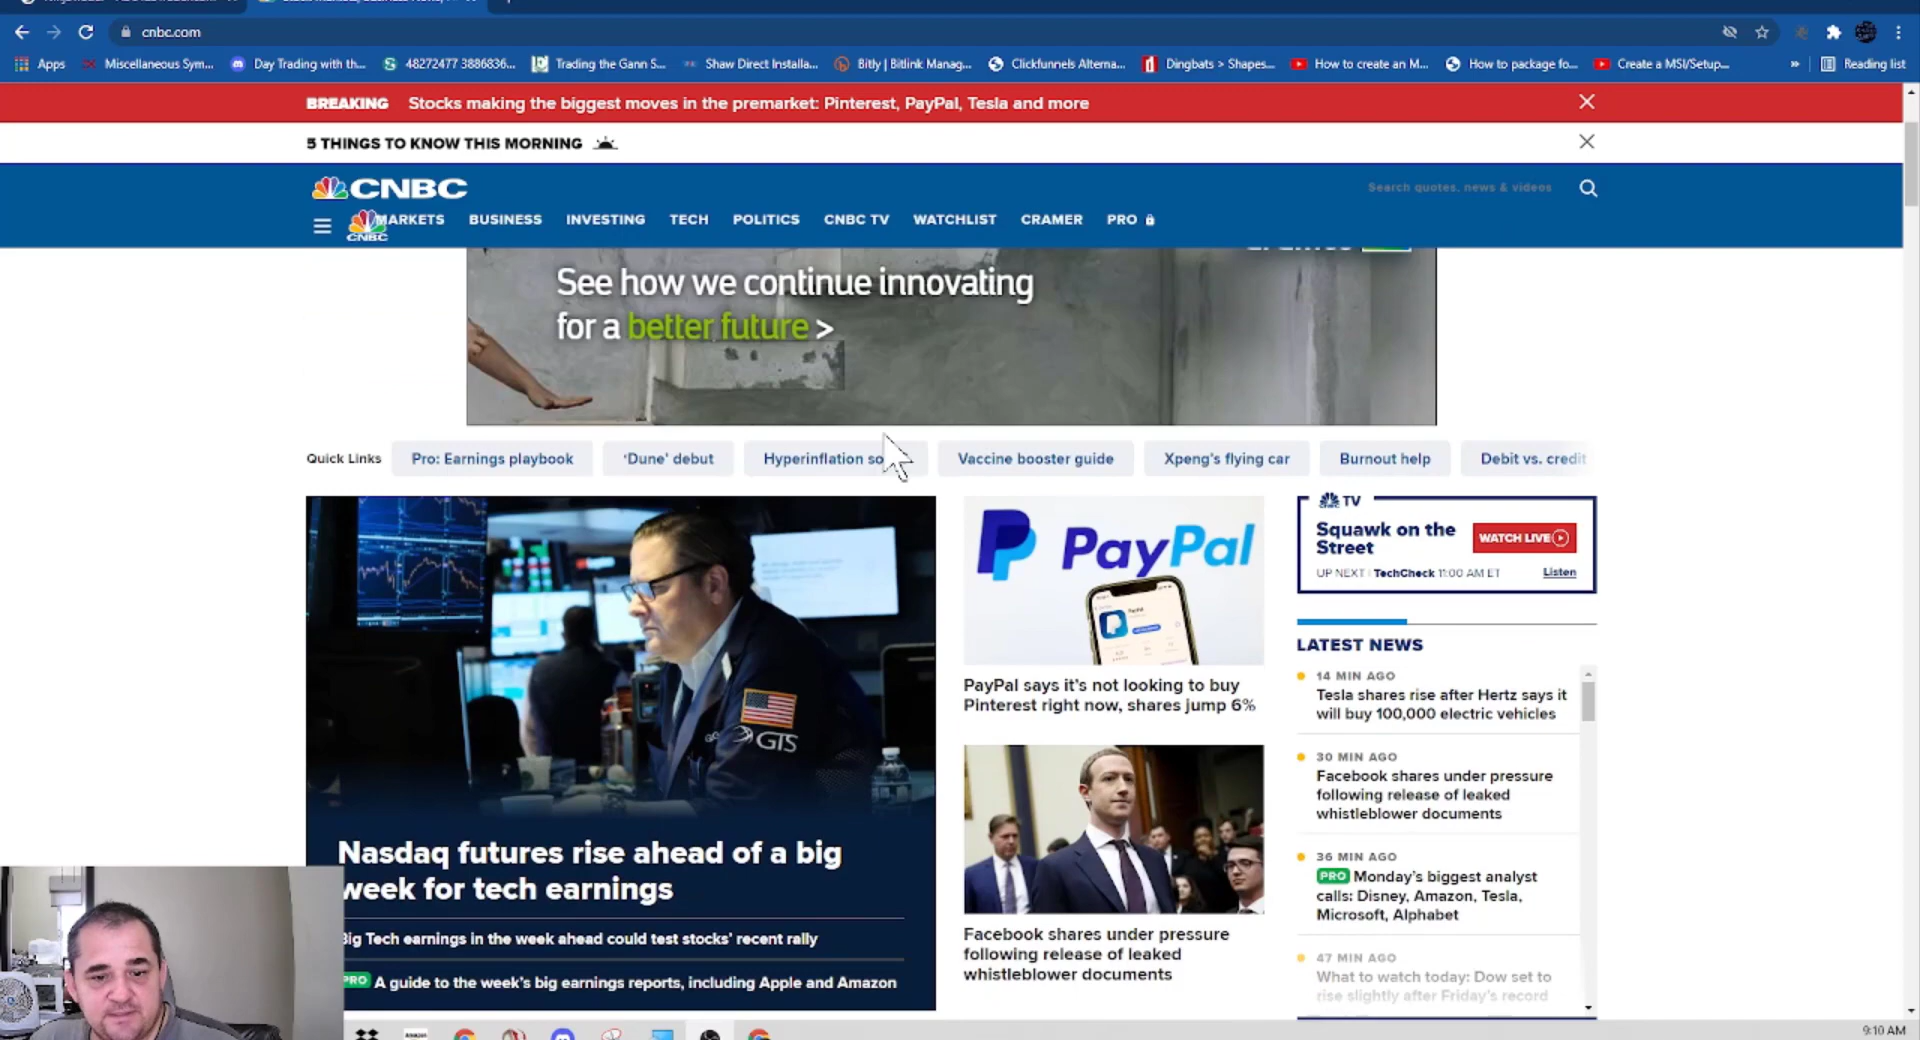 cnbc.com
Apps
Miscellaneous Sym...
Day Trading with th...
48272477 3886836...
Trading the Gann S...
Shaw Direct Installa...
Bitly | Bitlink Manag...
Clickfunnels Alterna...
Dingbats > Shapes...
How to create an M...
How to package fo...
Create a MSI/Setup...
»
Reading list
BREAKING Stocks making the biggest moves in the premarket: Pinterest, PayPal, Tesla and more
5 THINGS TO KNOW THIS MORNING
CNBC
Search quotes, news & videos
CNBC
MARKETS BUSINESS INVESTING TECH POLITICS CNBC TV WATCHLIST CRAMER PRO
See how we continue innovating
for a better future >
Quick Links
Pro: Earnings playbook
'Dune' debut
Hyperinflation so
Vaccine booster guide
Xpeng's flying car
Burnout help
Debit vs. credit
GTS
Nasdaq futures rise ahead of a big
week for tech earnings
Big Tech earnings in the week ahead could test stocks' recent rally
PRO A guide to the week's big earnings reports, including Apple and Amazon
PayPal
PayPal says it's not looking to buy
Pinterest right now, shares jump 6%
Facebook shares under pressure
following release of leaked
whistleblower documents
TV
Squawk on the
Street
WATCH LIVE
UP NEXT | TechCheck 11:00 AM ET
Listen
LATEST NEWS
14 MIN AGO
Tesla shares rise after Hertz says it
will buy 100,000 electric vehicles
30 MIN AGO
Facebook shares under pressure
following release of leaked
whistleblower documents
36 MIN AGO
PRO Monday's biggest analyst
calls: Disney, Amazon, Tesla,
Microsoft, Alphabet
47 MIN AGO
What to watch today: Dow set to
rise slightly after Friday's record
9:10 AM